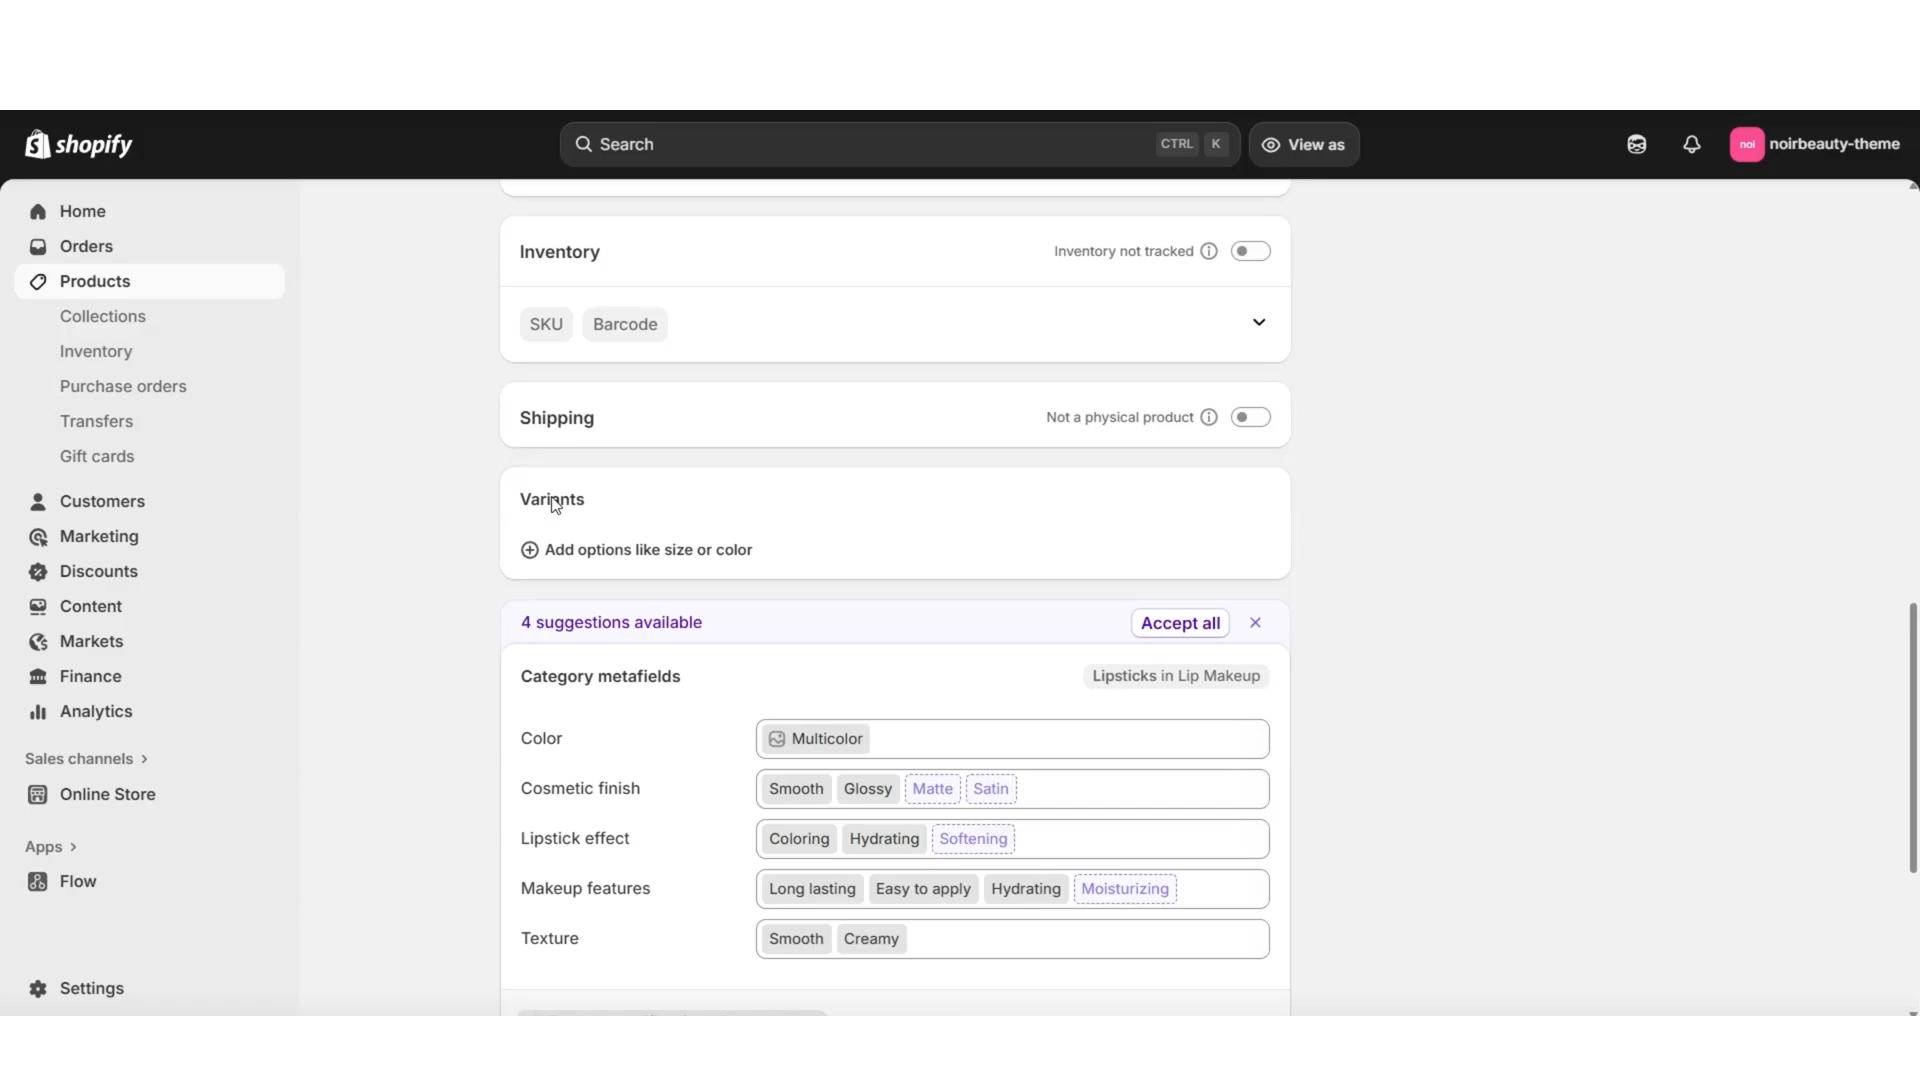 shopify
Search
CTRL K
View as
noi
noirbeauty-theme
Home
Orders
Products
Collections
Inventory
Purchase orders
Transfers
Gift cards
Customers
Marketing
Discounts
Content
Markets
Finance
Analytics
Sales channels
Online Store
Apps
Flow
Settings
Inventory
Inventory not tracked
SKU Barcode
Shipping
Not a physical product
Variants
Add options like size or color
4 suggestions available
Accept all
Category metafields
Lipsticks in Lip Makeup
Color
Multicolor
Cosmetic finish
Smooth Glossy Matte Satin
Lipstick effect
Coloring Hydrating Softening
Makeup features
Long lasting Easy to apply Hydrating Moisturizing
Texture
Smooth Creamy